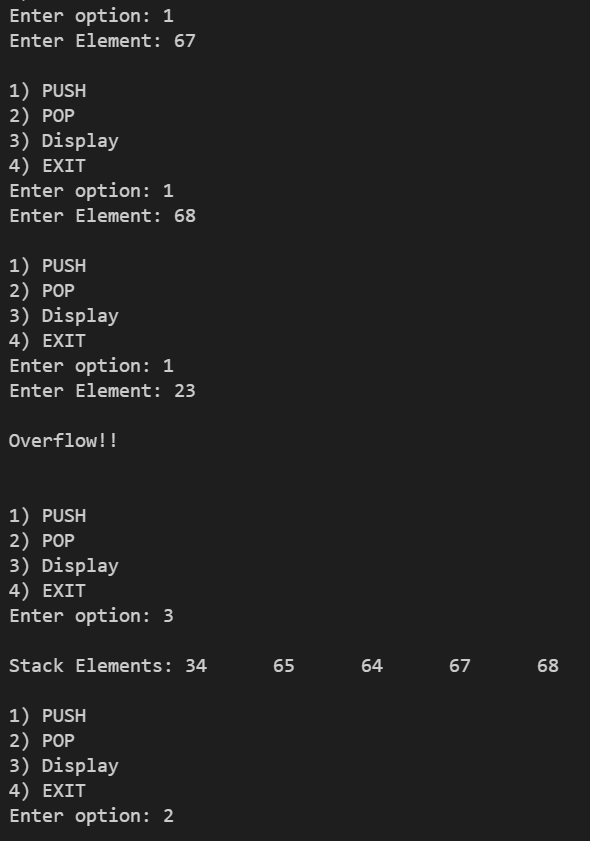 Enter option: 1
Enter Element: 67
1) PUSH
2) POP
3) Display
4) EXIT
Enter option: 1
Enter Element: 68
1) PUSH
2) POP
3) Display
4) EXIT
Enter option: 1
Enter Element: 23
Overflow!!
1) PUSH
2) POP
3) Display
4) EXIT
Enter option: 3
Stack Elements: 34 65 64 67 68
1) PUSH
2) POP
3) Display
4) EXIT
Enter option: 2